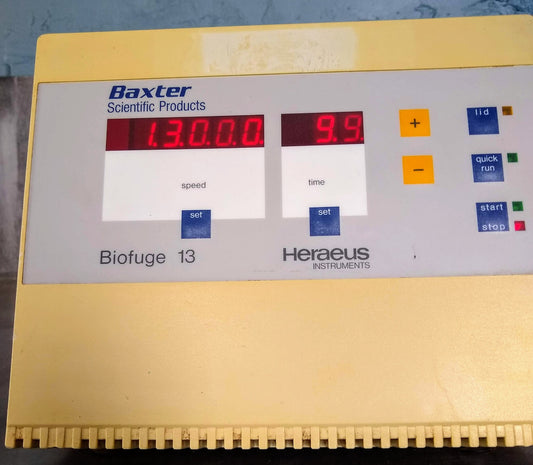 Baxter
Scientific Products
1.3.0.0.0.
9.9.
+
-
lid
quick
run
start
stop
speed
time
set
set
Biofuge 13
Heraeus
INSTRUMENTS